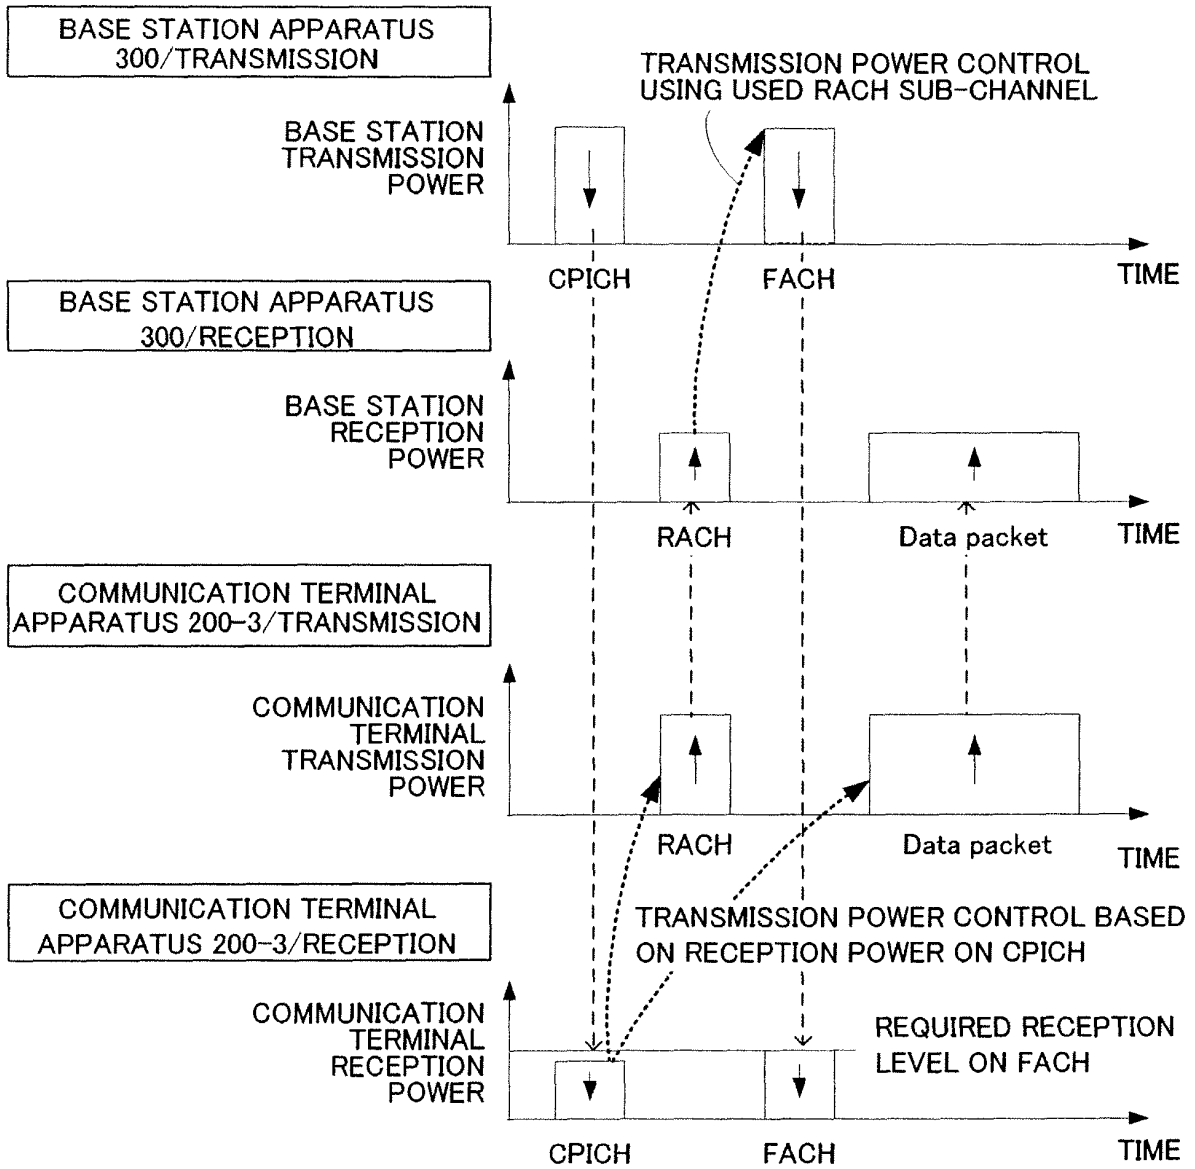 BASE STATION APPARATUS
300/TRANSMISSION
TRANSMISSION POWER CONTROL
USING USED RACH SUB-CHANNEL
BASE STATION
TRANSMISSION
POWER
CPICH
FACH
TIME
BASE STATION APPARATUS
300/RECEPTION
BASE STATION
RECEPTION
POWER
RACH
Data packet
TIME
COMMUNICATION TERMINAL
APPARATUS 200-3/TRANSMISSION
COMMUNICATION
TERMINAL
TRANSMISSION
POWER
RACH
Data packet
TIME
COMMUNICATION TERMINAL
APPARATUS 200-3/RECEPTION
TRANSMISSION POWER CONTROL BASED
ON RECEPTION POWER ON CPICH
COMMUNICATION
TERMINAL
RECEPTION
POWER
REQUIRED RECEPTION
LEVEL ON FACH
CPICH
FACH
TIME